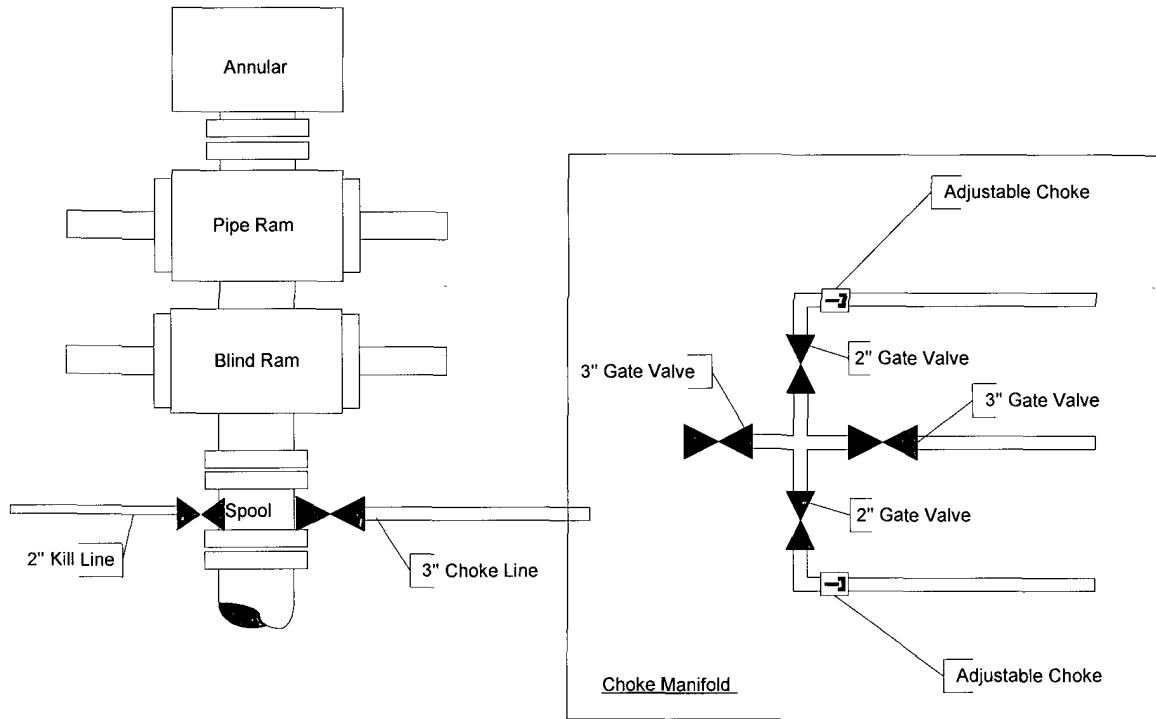 Annular
Pipe Ram
Blind Ram
Spool
2" Kill Line
3" Choke Line
Adjustable Choke
2" Gate Valve
3" Gate Valve
3" Gate Valve
2" Gate Valve
Adjustable Choke
Choke Manifold